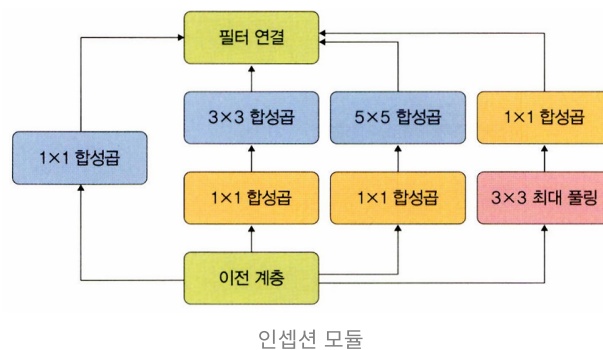 필터 연결
3×3 합성곱
5×5 합성곱
1×1 합성곱
1×1 합성곱
1×1 합성곱
1×1 합성곱
3×3 최대 풀링
이전 계층
인셉션 모듈